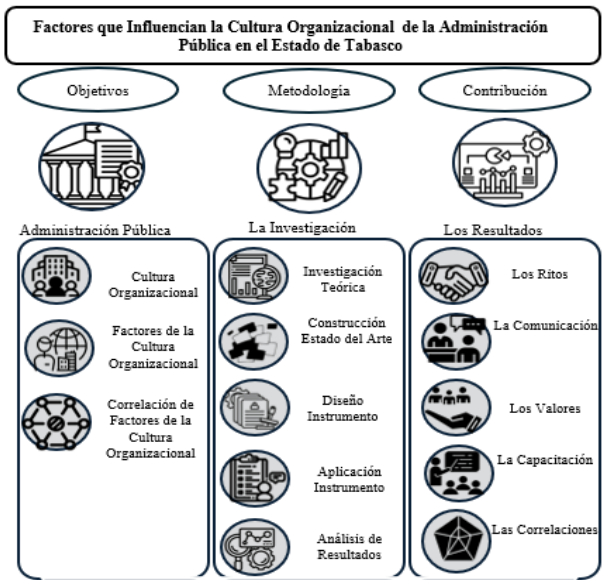 Factores que Influencian la Cultura Organizacional de la Administración
Pública en el Estado de Tabasco
Objetivos
Metodología
Contribución
Administración Pública
La Investigación
Los Resultados
Cultura
Organizacional
Factores de la
Cultura
Organizacional
Correlación de
Factores de la
Cultura
Organizacional
Investigación
Teórica
Construcción
Estado del Arte
Diseño
Instrumento
Aplicación
Instrumento
Análisis de
Resultados
Los Ritos
La Comunicación
Los Valores
La Capacitación
Las Correlaciones